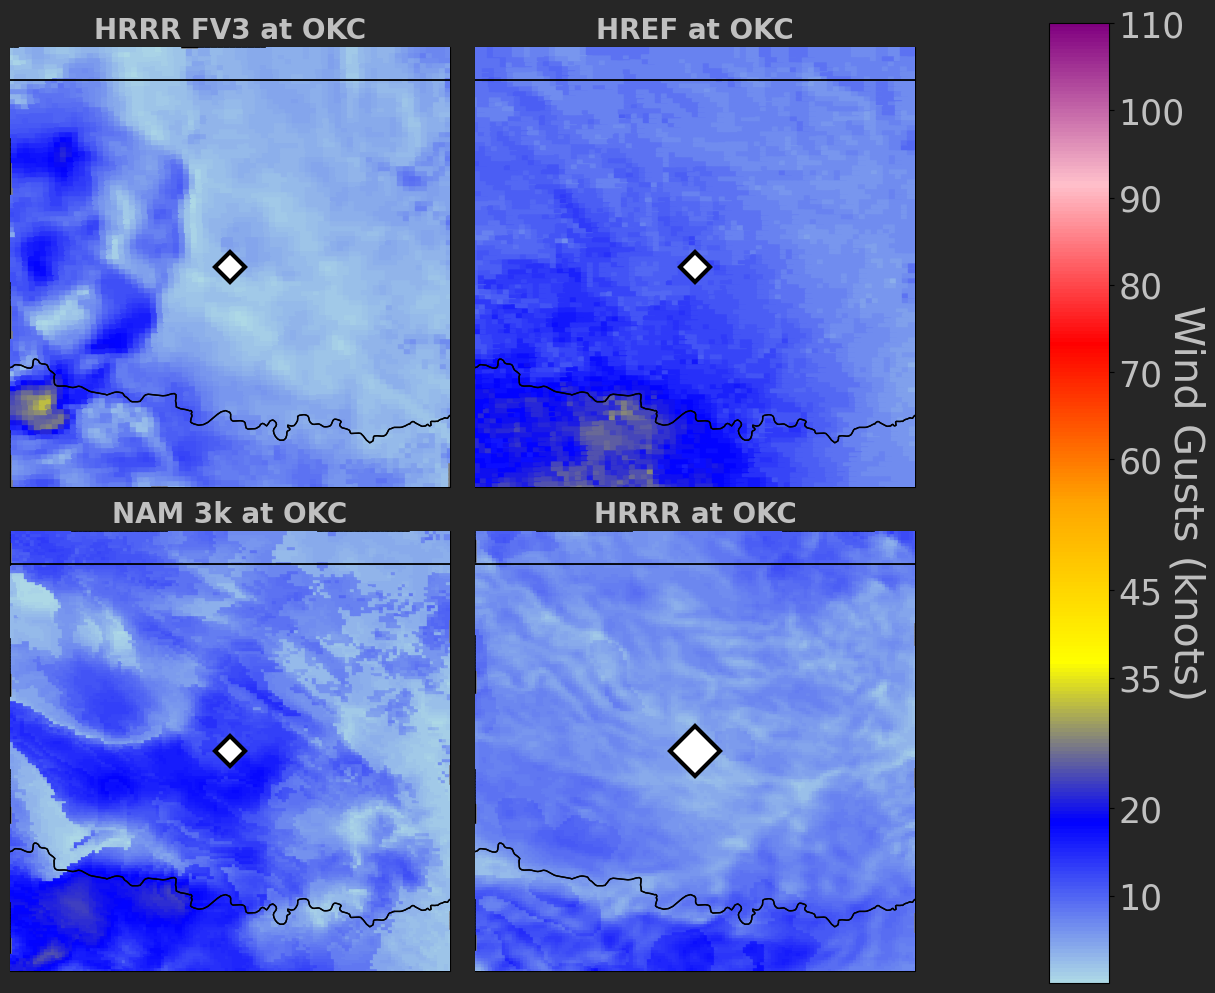 HRRR FV3 at OKC
HREF at OKC
NAM 3k at OKC
HRRR at OKC
110
100
90
80
70
60
45
35
20
10
Wind Gusts (knots)